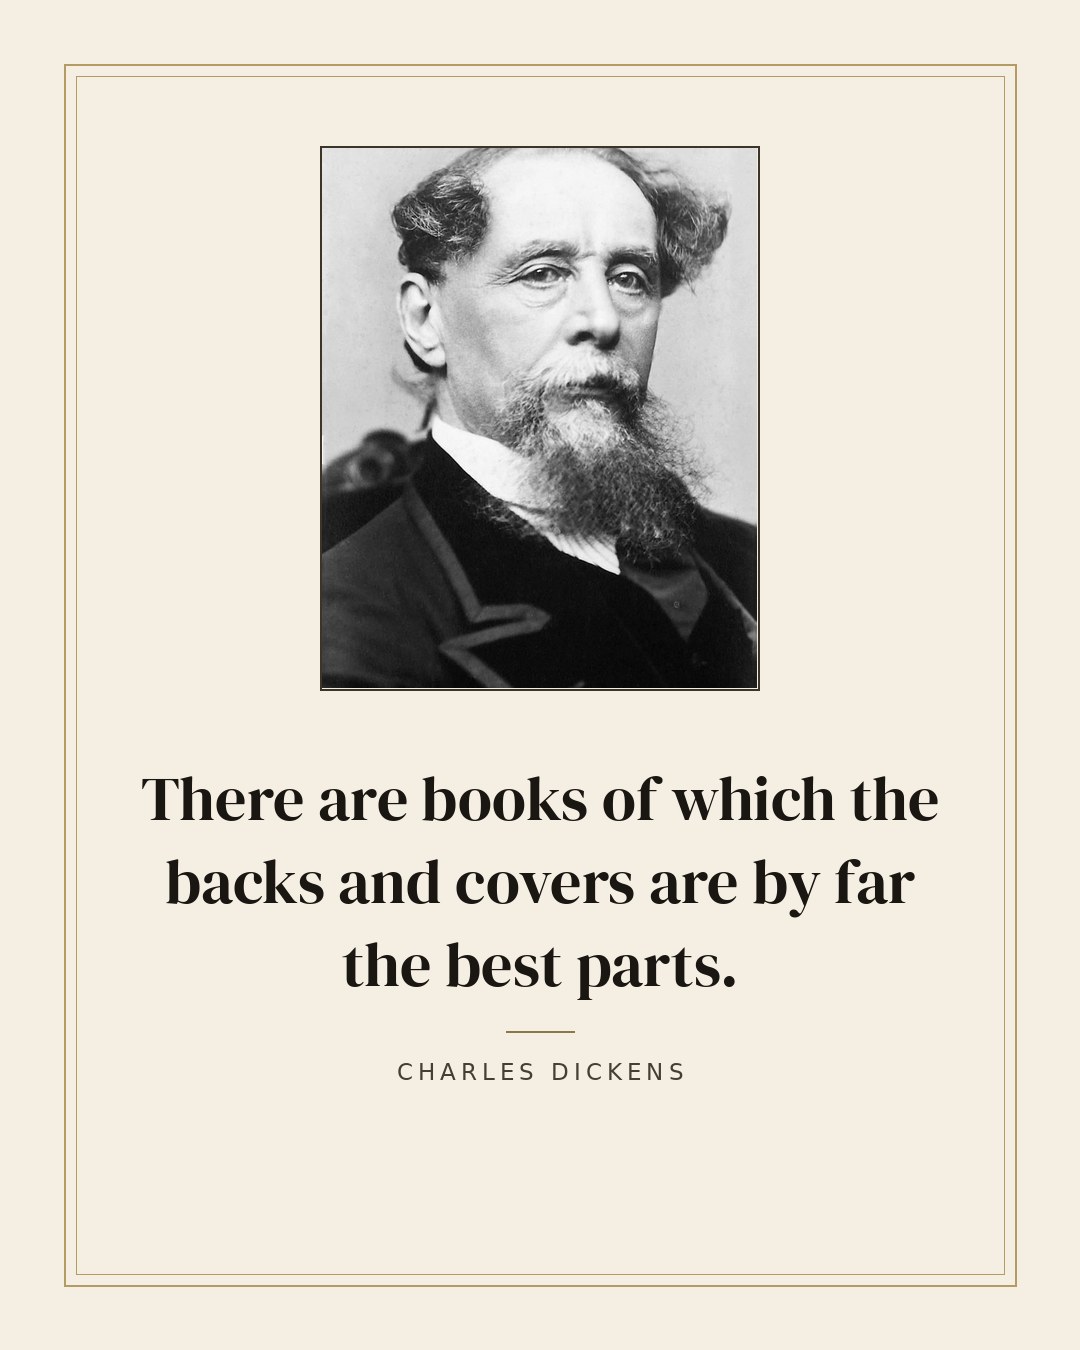 There are books of which the
backs and covers are by far
the best parts.
CHARLES DICKENS